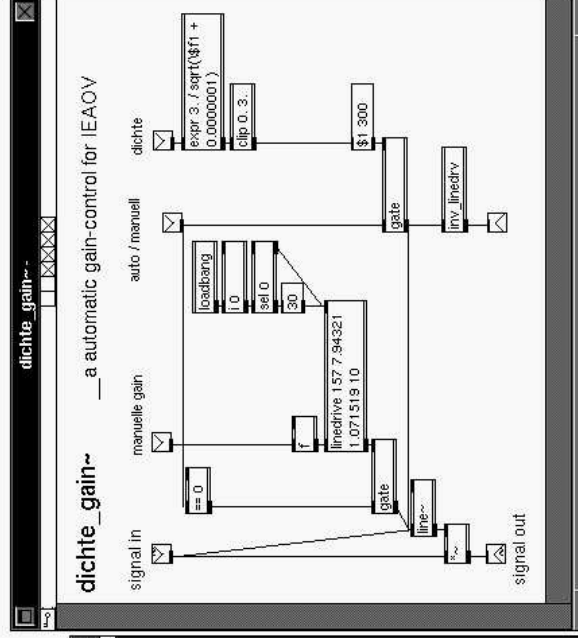 dichte_gain~
dichte_gain~ __a automatic gain-control for IEAOV
signal in
manuelle gain
auto / manuell
dichte
== 0
loadbang
i 0
sel 0
30
f
linedrive 157 7.94321
1.071519 10
expr 3. / sqrt(\$f1 +
0.0000001)
clip 0. 3.
$1 300
gate
gate
line~
*~
inv_linedrv
signal out